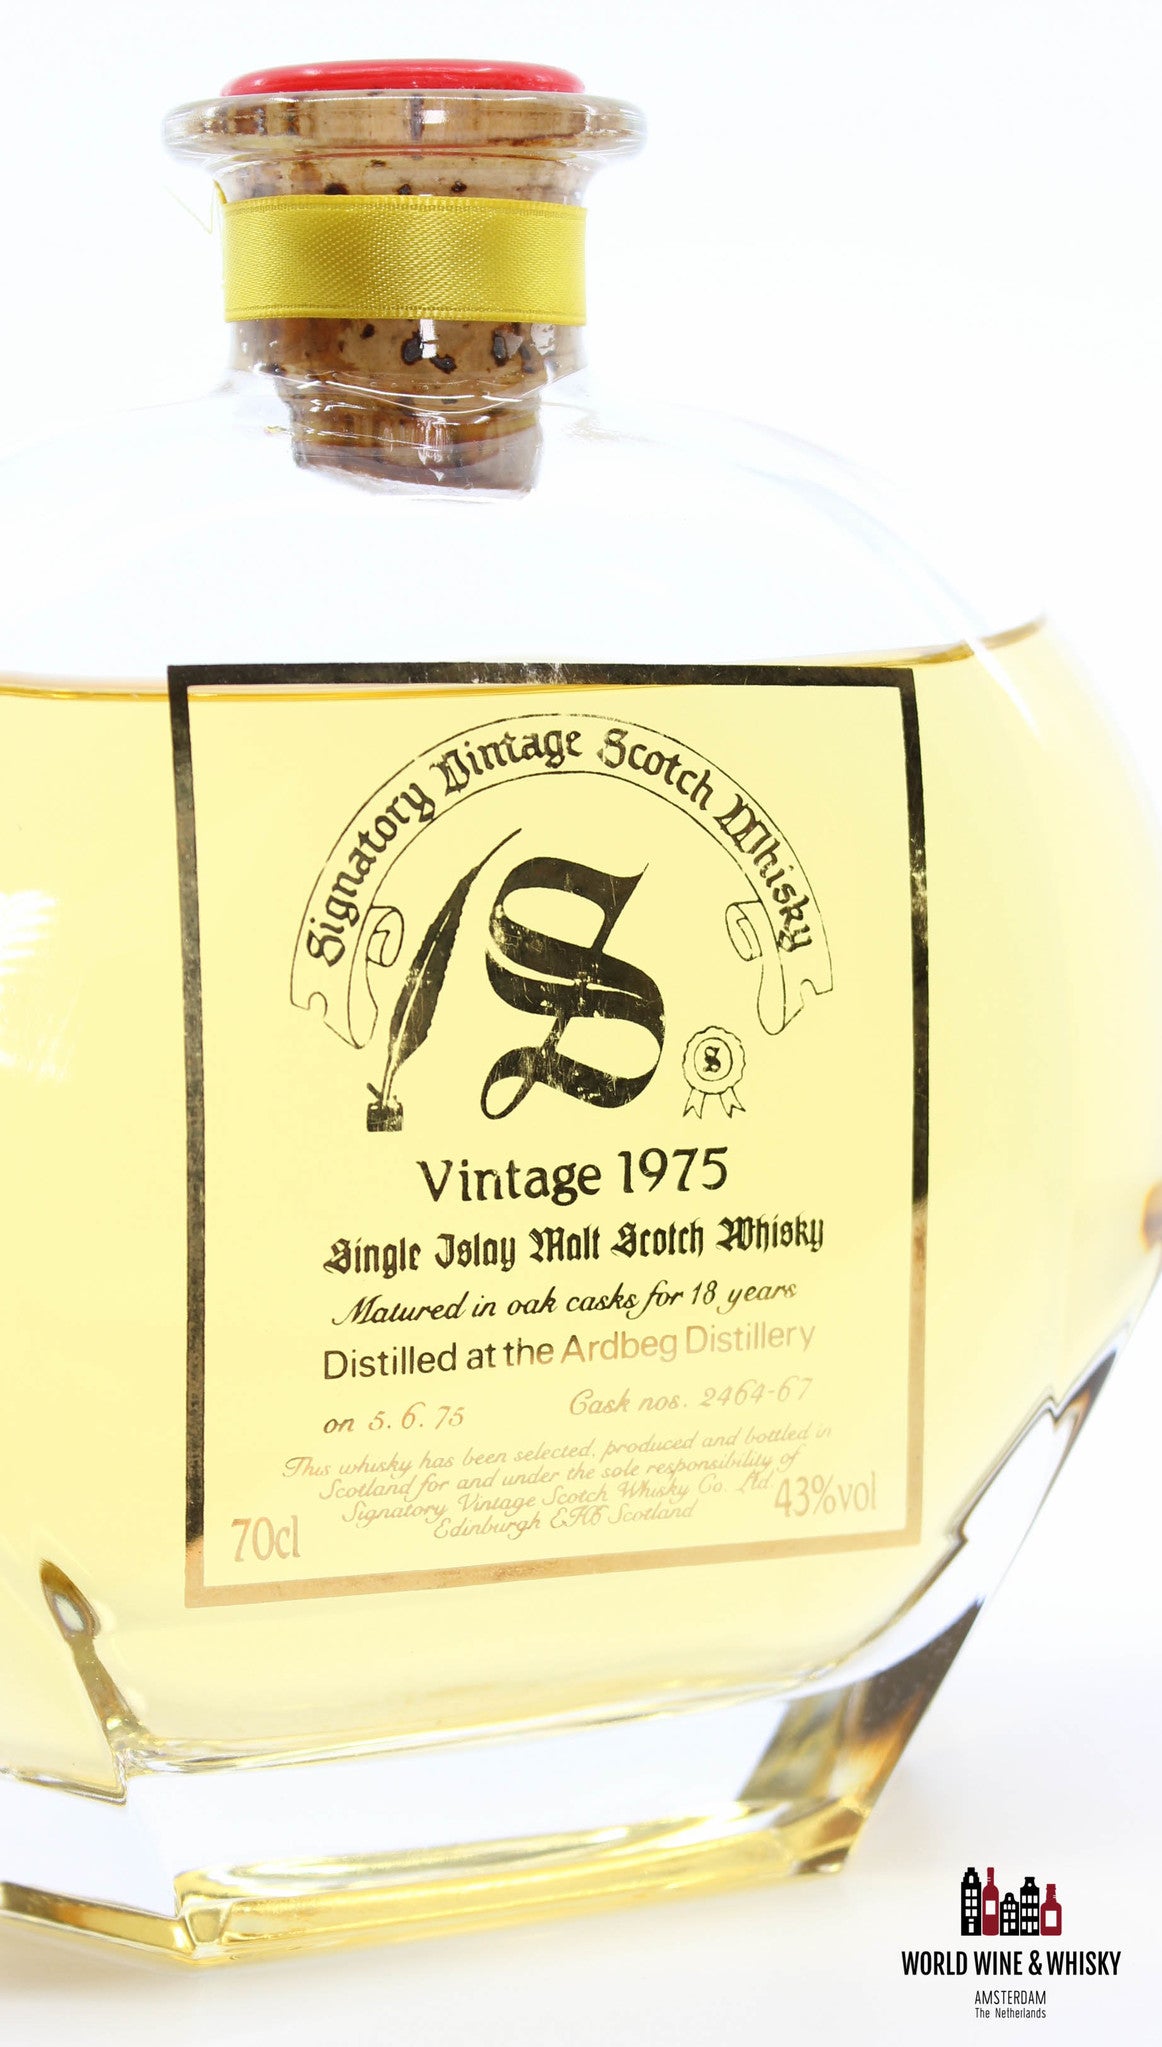 Signatory Vintage Scotch Whisky
S
S
Vintage 1975
Single Islay Malt Scotch Whisky
Matured in oak casks for 18 years
Distilled at the Ardbeg Distillery
on 5.6.75 Cask nos. 2464-67
This whisky has been selected, produced and bottled in
Scotland for and under the sole responsibility of
Signatory Vintage Scotch Whisky Co. Ltd.
Edinburgh EH6 Scotland
70cl 43%vol
WORLD WINE & WHISKY
AMSTERDAM
The Netherlands